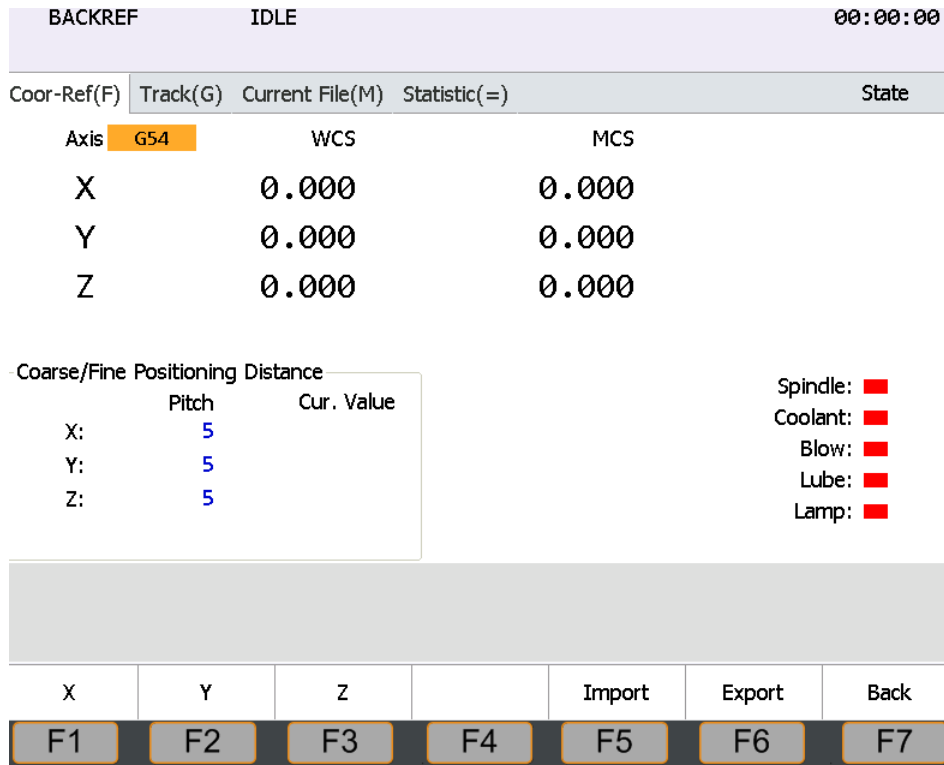 BACKREF IDLE 00:00:00
Coor-Ref(F) Track(G) Current File(M) Statistic(=) State
Axis G54 WCS MCS
X 0.000 0.000
Y 0.000 0.000
Z 0.000 0.000
Coarse/Fine Positioning Distance
Pitch Cur. Value
X: 5
Y: 5
Z: 5
Spindle:
Coolant:
Blow:
Lube:
Lamp:
X Y Z Import Export Back
F1 F2 F3 F4 F5 F6 F7